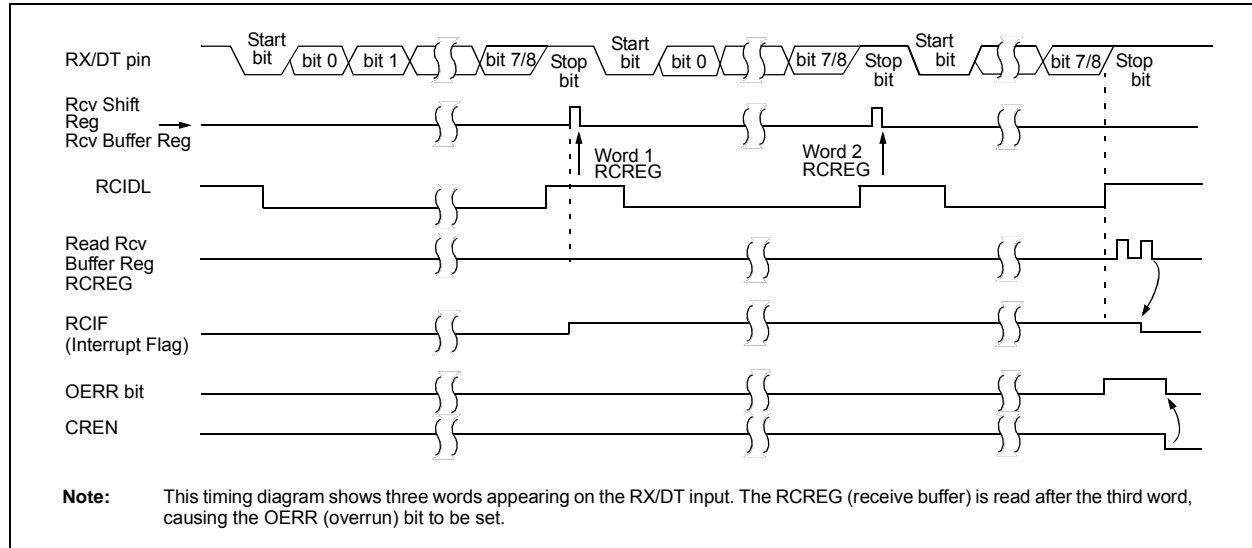 RX/DT pin
Start
bit
bit 0
bit 1
bit 7/8
Stop
bit
Start
bit
bit 0
bit 7/8
Stop
bit
Start
bit
bit 7/8
Stop
bit
Rcv Shift
Reg
Rcv Buffer Reg
Word 1
RCREG
Word 2
RCREG
RCIDL
Read Rcv
Buffer Reg
RCREG
RCIF
(Interrupt Flag)
OERR bit
CREN
Note: This timing diagram shows three words appearing on the RX/DT input. The RCREG (receive buffer) is read after the third word,
causing the OERR (overrun) bit to be set.